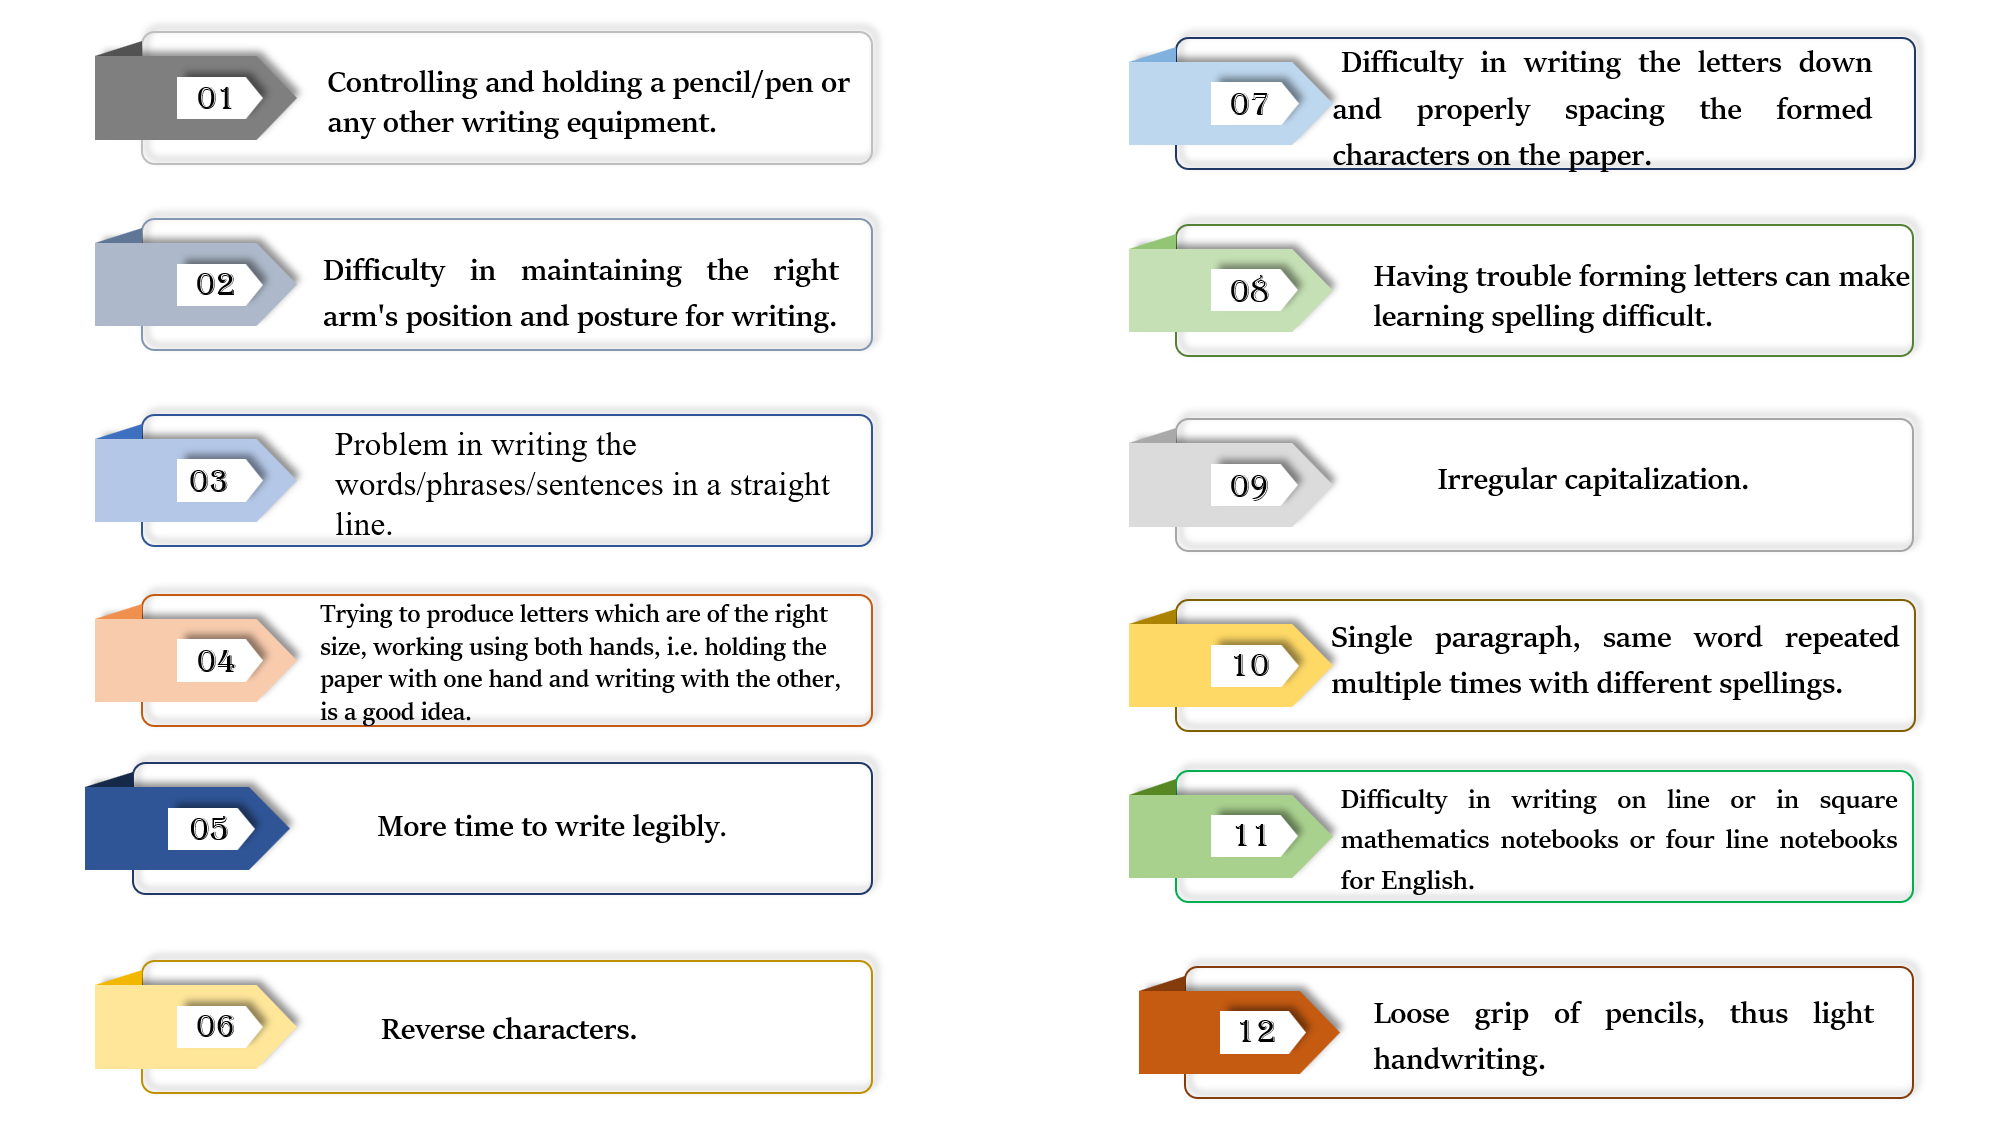 01
Controlling and holding a pencil/pen or
any other writing equipment.
02
Difficulty in maintaining the right
arm's position and posture for writing.
03
Problem in writing the
words/phrases/sentences in a straight
line.
04
Trying to produce letters which are of the right
size, working using both hands, i.e. holding the
paper with one hand and writing with the other,
is a good idea.
05
More time to write legibly.
06
Reverse characters.
07
Difficulty in writing the letters down
and properly spacing the formed
characters on the paper.
08
Having trouble forming letters can make
learning spelling difficult.
09
Irregular capitalization.
10
Single paragraph, same word repeated
multiple times with different spellings.
11
Difficulty in writing on line or in square
mathematics notebooks or four line notebooks
for English.
12
Loose grip of pencils, thus light
handwriting.